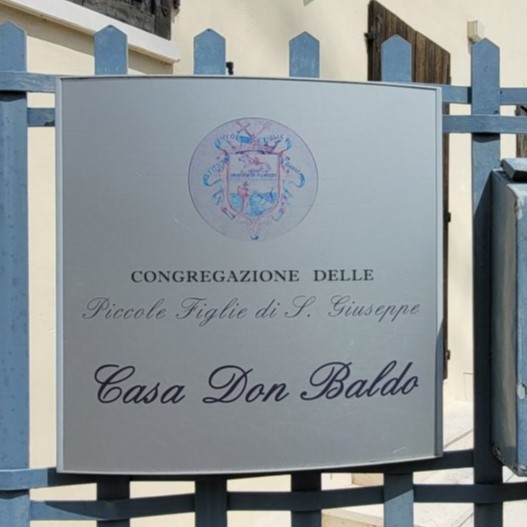 CONGREGAZIONE DELLE
Piccole Figlie di S. Giuseppe
Casa Don Baldo